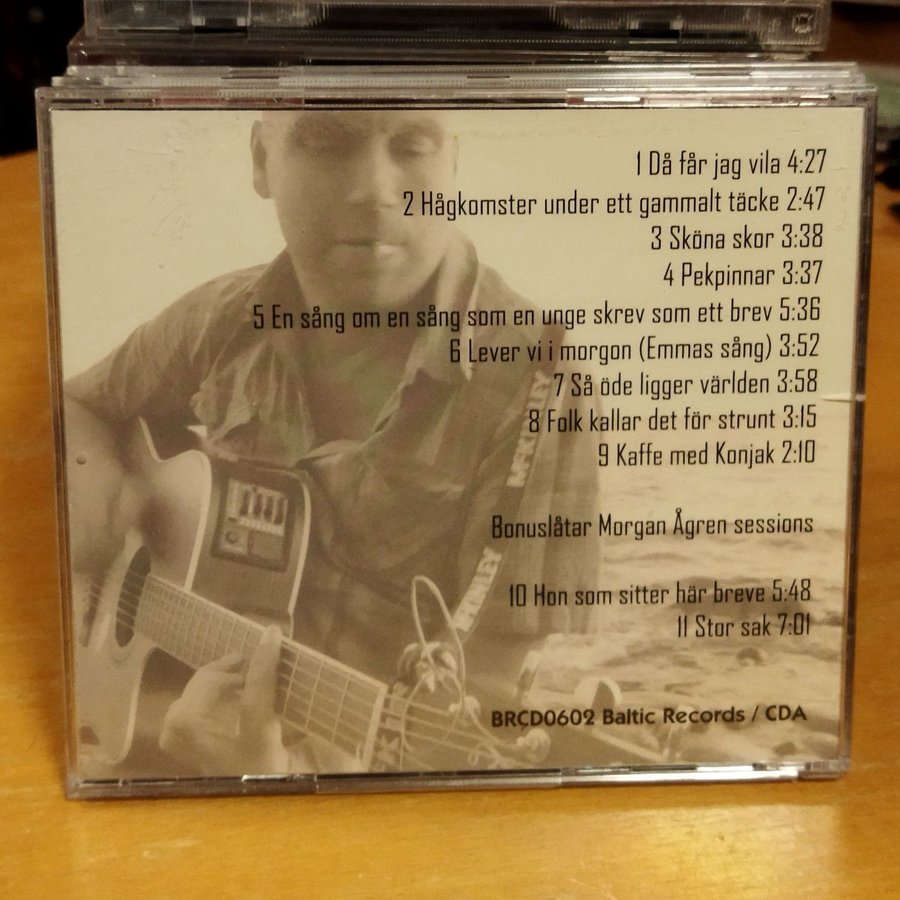 1 Då får jag vila 4:27
2 Hågkomster under ett gammalt täcke 2:47
3 Sköna skor 3:38
4 Pekpinnar 3:37
5 En sång om en sång som en unge skrev som ett brev 5:36
6 Lever vi i morgon (Emmas sång) 3:52
7 Så öde ligger världen 3:58
8 Folk kallar det för strunt 3:15
9 Kaffe med Konjak 2:10
Bonuslåtar Morgan Ågren sessions
10 Hon som sitter här breve 5:48
11 Stor sak 7:01
BRCD0602 Baltic Records / CDA